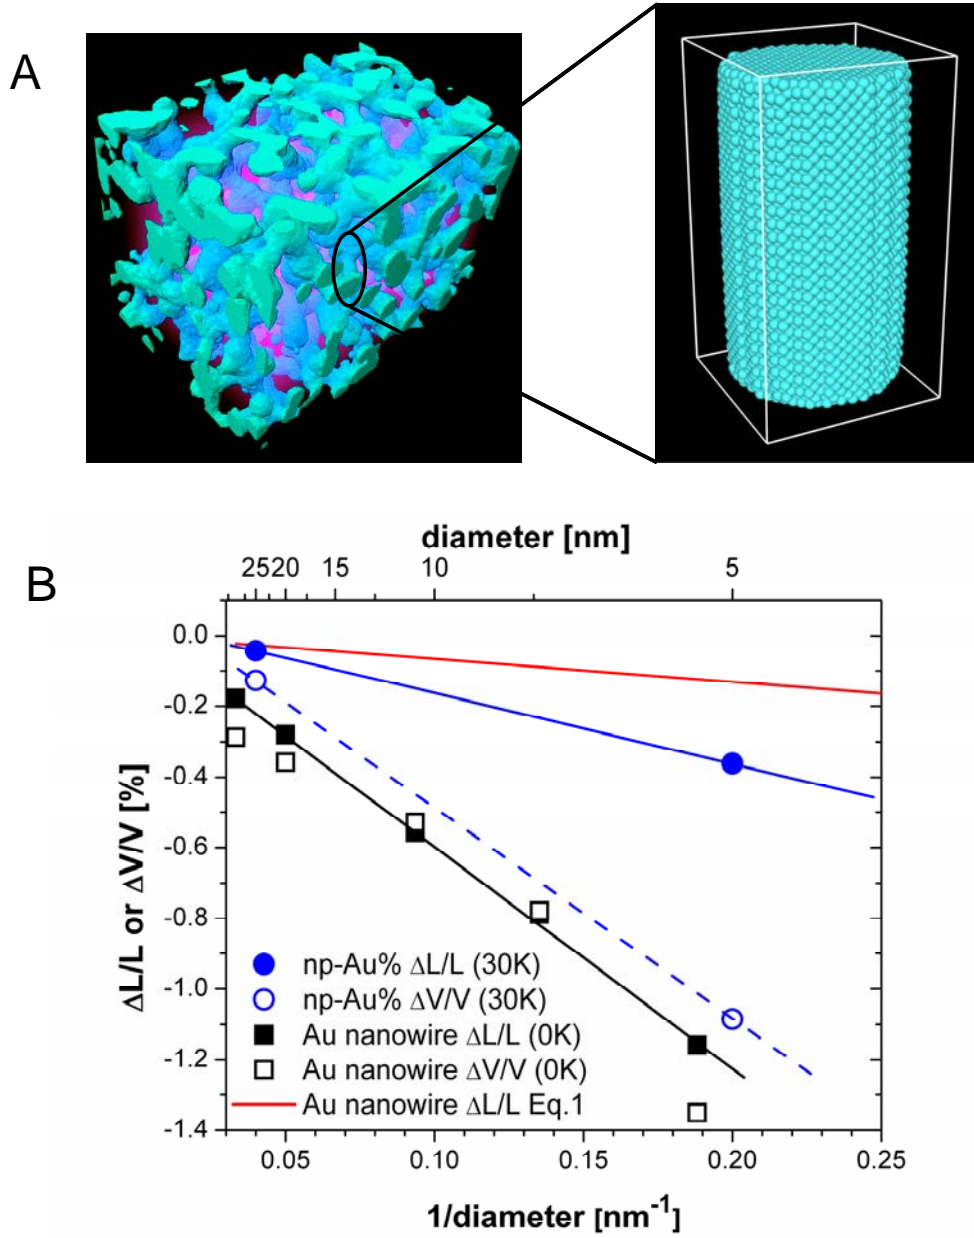 A
B
diameter [nm]
25 20 15 10 5
0.0
-0.2
-0.4
-0.6
-0.8
-1.0
-1.2
-1.4
ΔL/L or ΔV/V [%]
np-Au% ΔL/L (30K)
np-Au% ΔV/V (30K)
Au nanowire ΔL/L (0K)
Au nanowire ΔV/V (0K)
Au nanowire ΔL/L Eq.1
0.05 0.10 0.15 0.20 0.25
1/diameter [nm⁻¹]